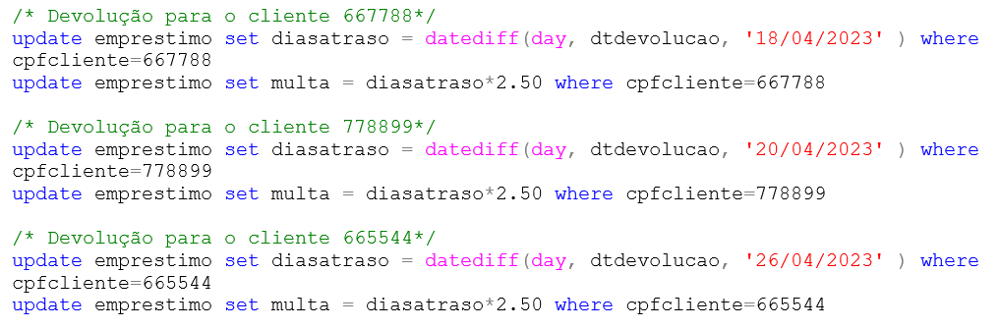 /* Devolução para o cliente 667788*/
update emprestimo set diasatraso = datediff(day, dtdevolucao, '18/04/2023' ) where
cpfcliente=667788
update emprestimo set multa = diasatraso*2.50 where cpfcliente=667788
/* Devolução para o cliente 778899*/
update emprestimo set diasatraso = datediff(day, dtdevolucao, '20/04/2023' ) where
cpfcliente=778899
update emprestimo set multa = diasatraso*2.50 where cpfcliente=778899
/* Devolução para o cliente 665544*/
update emprestimo set diasatraso = datediff(day, dtdevolucao, '26/04/2023' ) where
cpfcliente=665544
update emprestimo set multa = diasatraso*2.50 where cpfcliente=665544